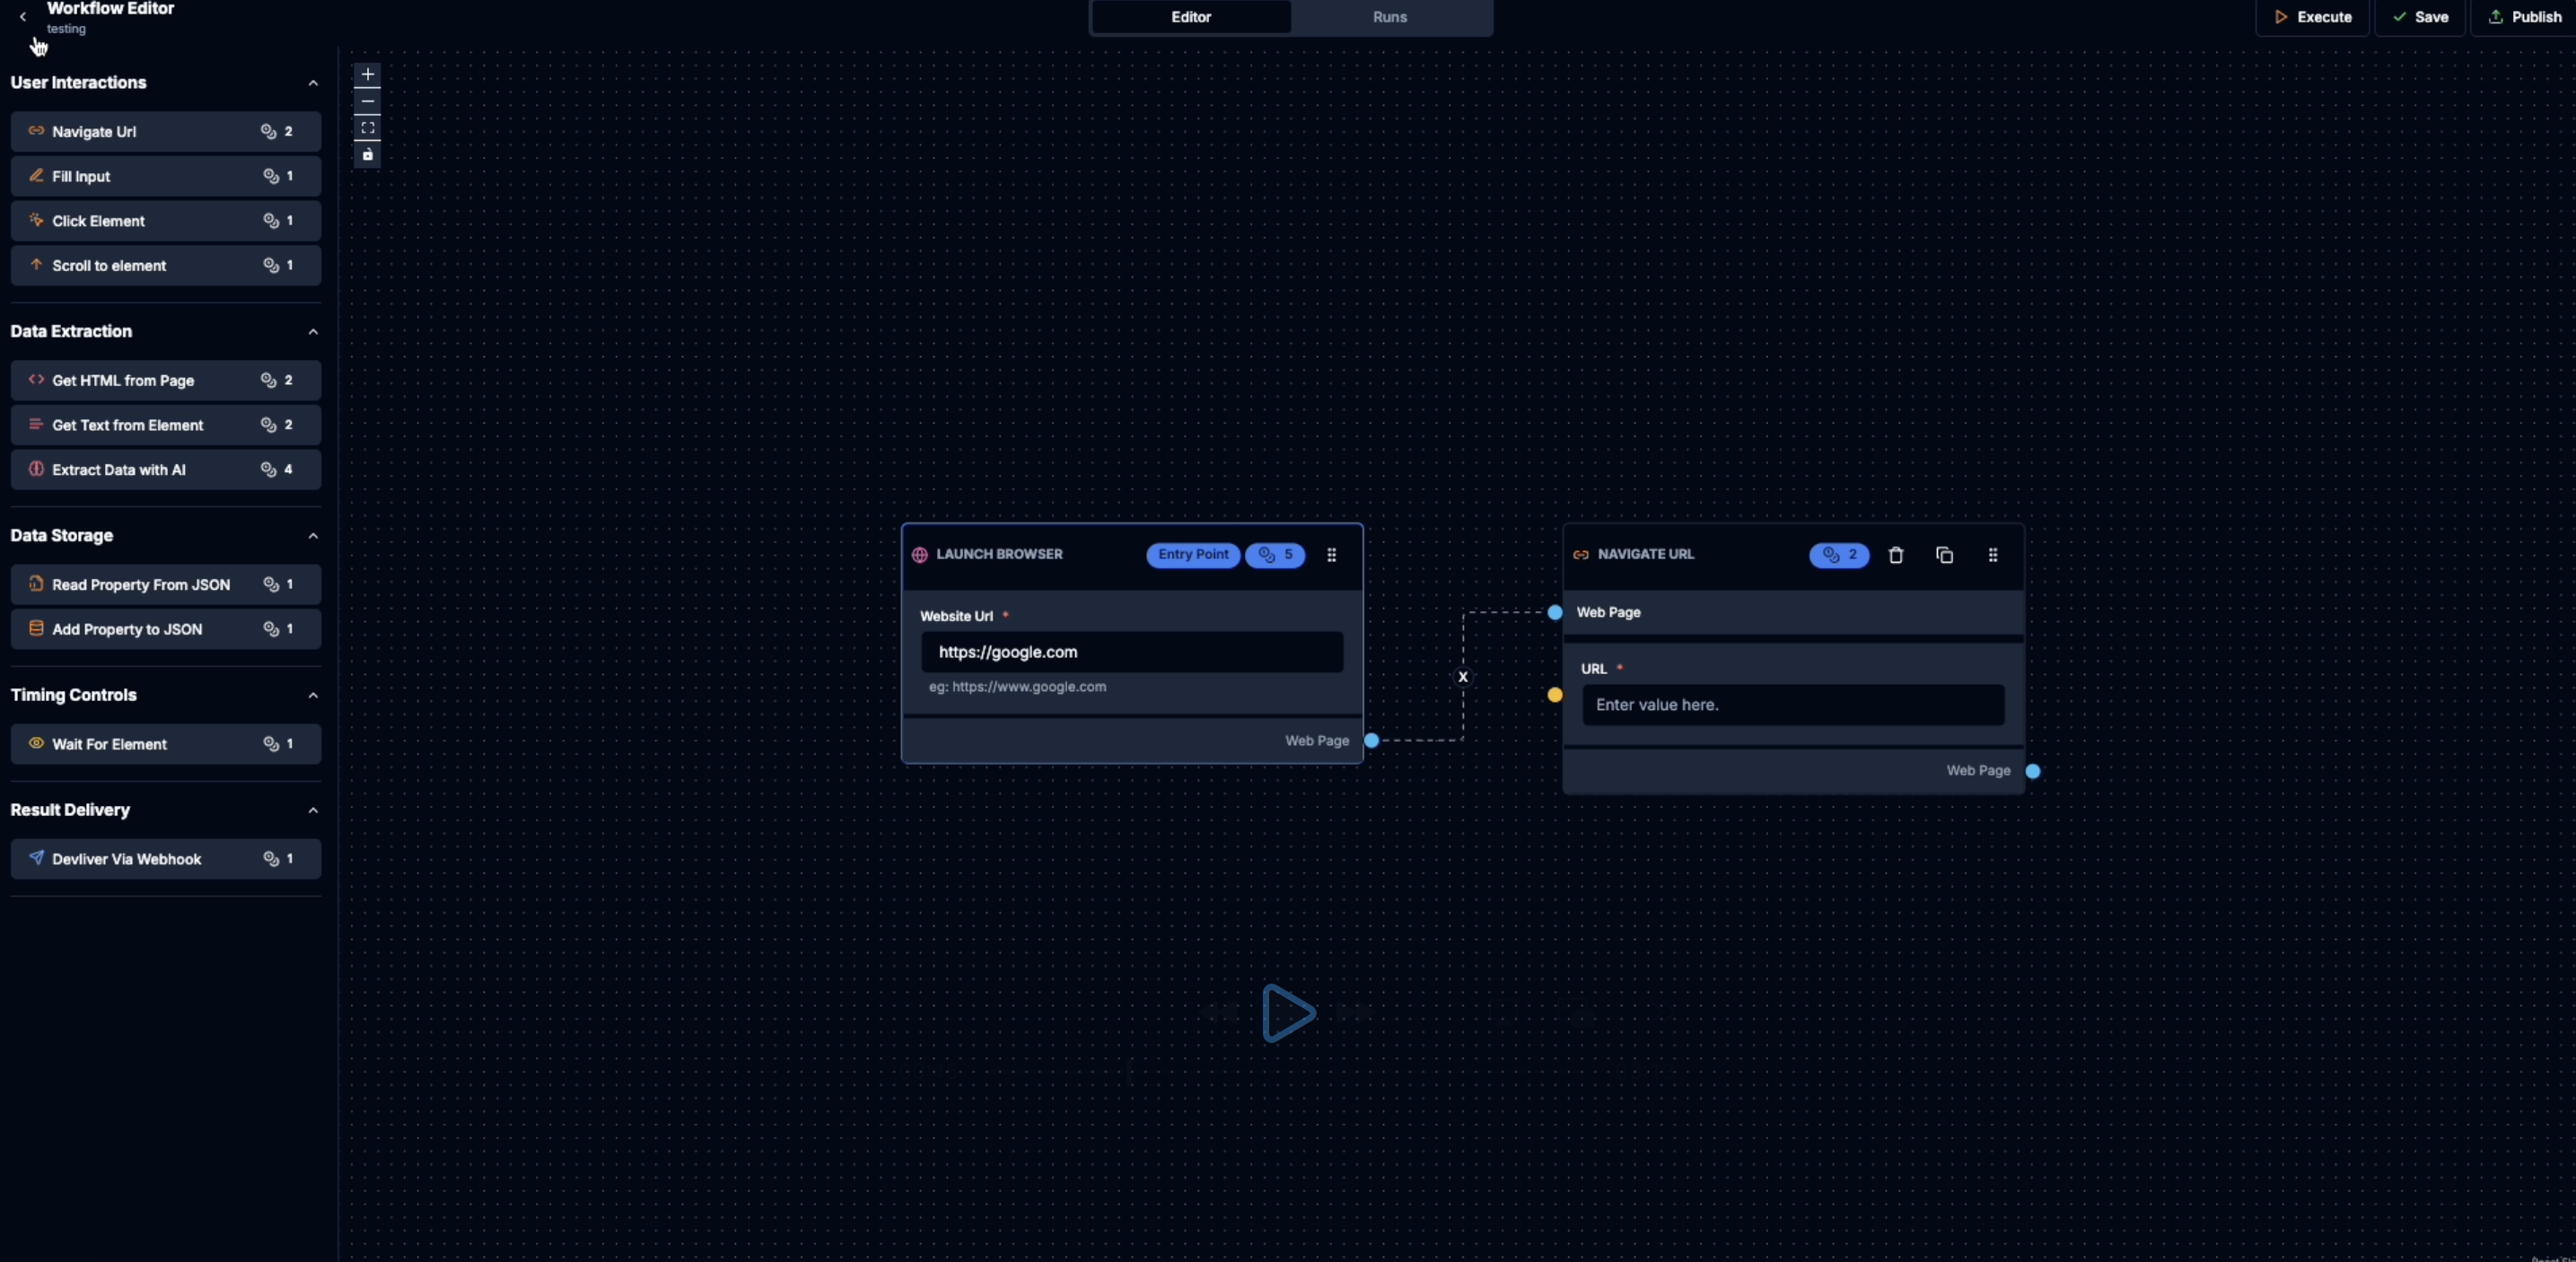 Workflow Editor
testing
Editor
Runs
Execute
Save
Publish
User Interactions
Navigate Url 2
Fill Input 1
Click Element 1
Scroll to element 1
Data Extraction
Get HTML from Page 2
Get Text from Element 2
Extract Data with AI 4
Data Storage
Read Property From JSON 1
Add Property to JSON 1
Timing Controls
Wait For Element 1
Result Delivery
Devliver Via Webhook 1
LAUNCH BROWSER Entry Point 5
Website Url *
https://google.com
eg: https://www.google.com
Web Page
X
NAVIGATE URL 2
Web Page
URL *
Enter value here.
Web Page